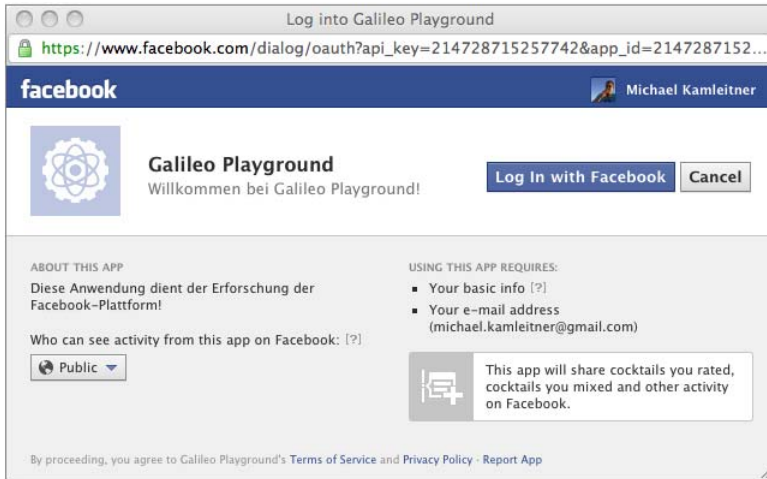 Log into Galileo Playground
https://www.facebook.com/dialog/oauth?api_key=214728715257742&app_id=2147287152...
facebook
Michael Kamleitner
Galileo Playground
Willkommen bei Galileo Playground!
Log In with Facebook
Cancel
ABOUT THIS APP
Diese Anwendung dient der Erforschung der
Facebook-Plattform!
Who can see activity from this app on Facebook: [?]
Public
USING THIS APP REQUIRES:
Your basic info [?]
Your e-mail address
(michael.kamleitner@gmail.com)
This app will share cocktails you rated,
cocktails you mixed and other activity
on Facebook.
By proceeding, you agree to Galileo Playground's Terms of Service and Privacy Policy · Report App